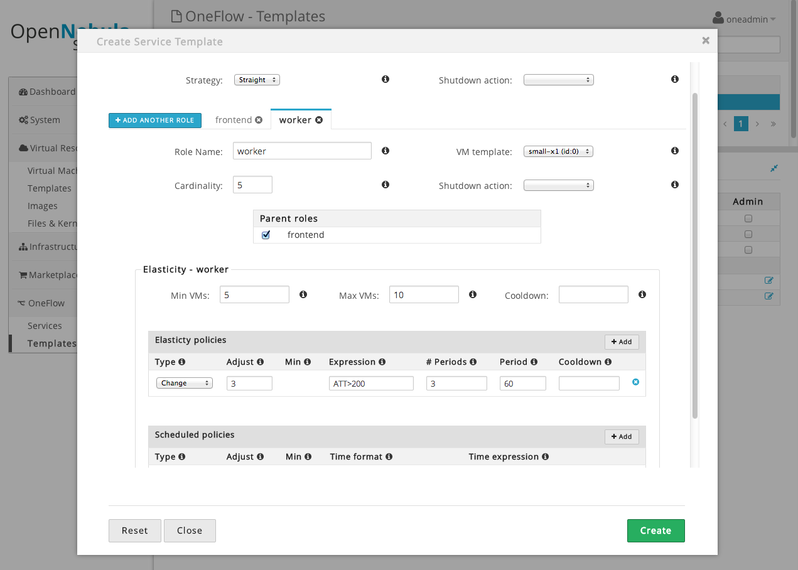 OpenNebula
OneFlow - Templates
oneadmin
Create Service Template
Dashboard
System
Virtual Res
Virtual Mach
Templates
Images
Files & Kern
Infrastructu
Marketplace
OneFlow
Services
Templates
1
Admin
Strategy: Straight Shutdown action:
+ ADD ANOTHER ROLE frontend worker
Role Name: worker VM template: small-x1 (id:0)
Cardinality: 5 Shutdown action:
Parent roles
frontend
Elasticity - worker
Min VMs: 5 Max VMs: 10 Cooldown:
Elasticty policies + Add
Type Adjust Min Expression # Periods Period Cooldown
Change 3 ATT>200 3 60
Scheduled policies + Add
Type Adjust Min Time format Time expression
Reset Close Create